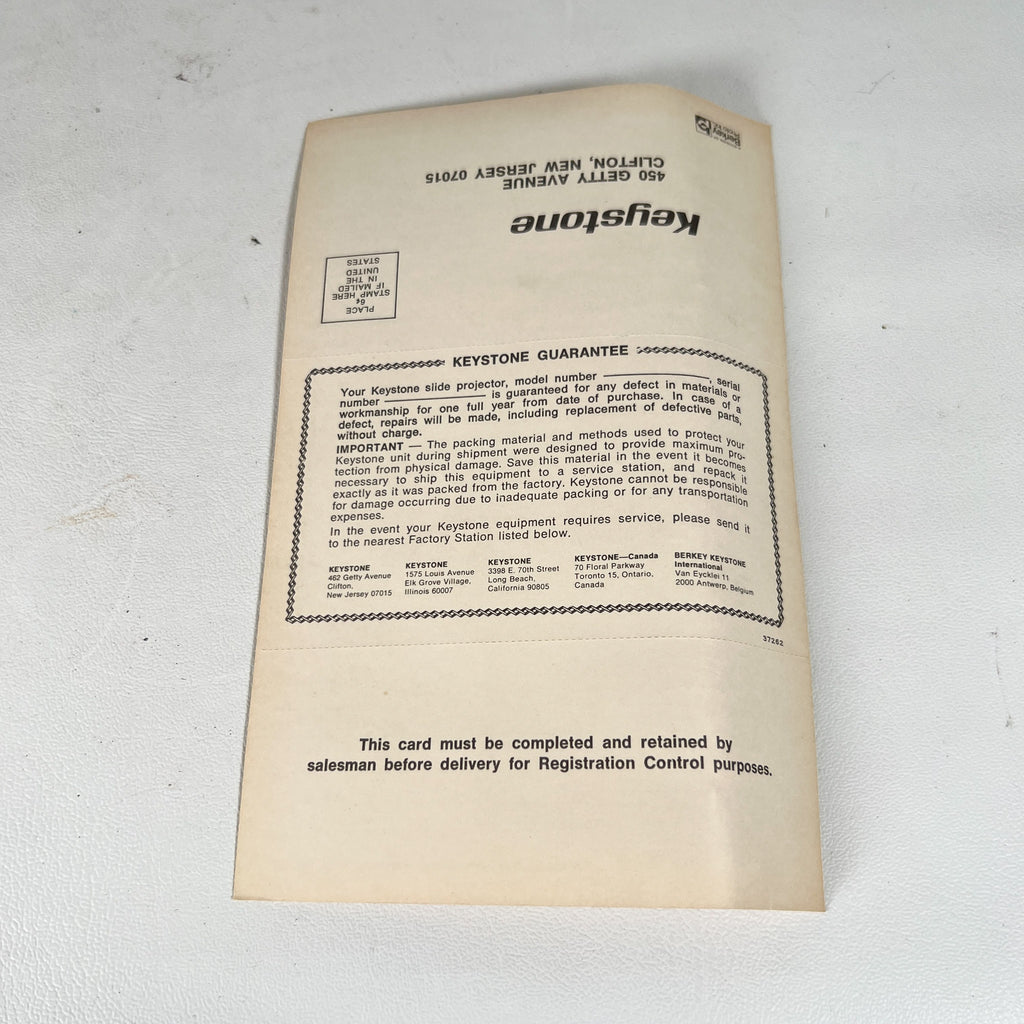 Berkey
Photo Inc.
Keystone
450 GETTY AVENUE
CLIFTON, NEW JERSEY 07015
PLACE
6¢
STAMP HERE
IF MAILED
IN THE
UNITED
STATES
KEYSTONE GUARANTEE
Your Keystone slide projector, model number , serial
number is guaranteed for any defect in materials or
workmanship for one full year from date of purchase. In case of a
defect, repairs will be made, including replacement of defective parts,
without charge.
IMPORTANT — The packing material and methods used to protect your
Keystone unit during shipment were designed to provide maximum pro-
tection from physical damage. Save this material in the event it becomes
necessary to ship this equipment to a service station, and repack it
exactly as it was packed from the factory. Keystone cannot be responsible
for damage occurring due to inadequate packing or for any transportation
expenses.
In the event your Keystone equipment requires service, please send it
to the nearest Factory Station listed below.
KEYSTONE
462 Getty Avenue
Clifton,
New Jersey 07015
KEYSTONE
1575 Louis Avenue
Elk Grove Village,
Illinois 60007
KEYSTONE
3398 E. 70th Street
Long Beach,
California 90805
KEYSTONE—Canada
70 Floral Parkway
Toronto 15, Ontario.
Canada
BERKEY KEYSTONE
International
Van Eycklei 11
2000 Antwerp, Belgium
37262
This card must be completed and retained by
salesman before delivery for Registration Control purposes.